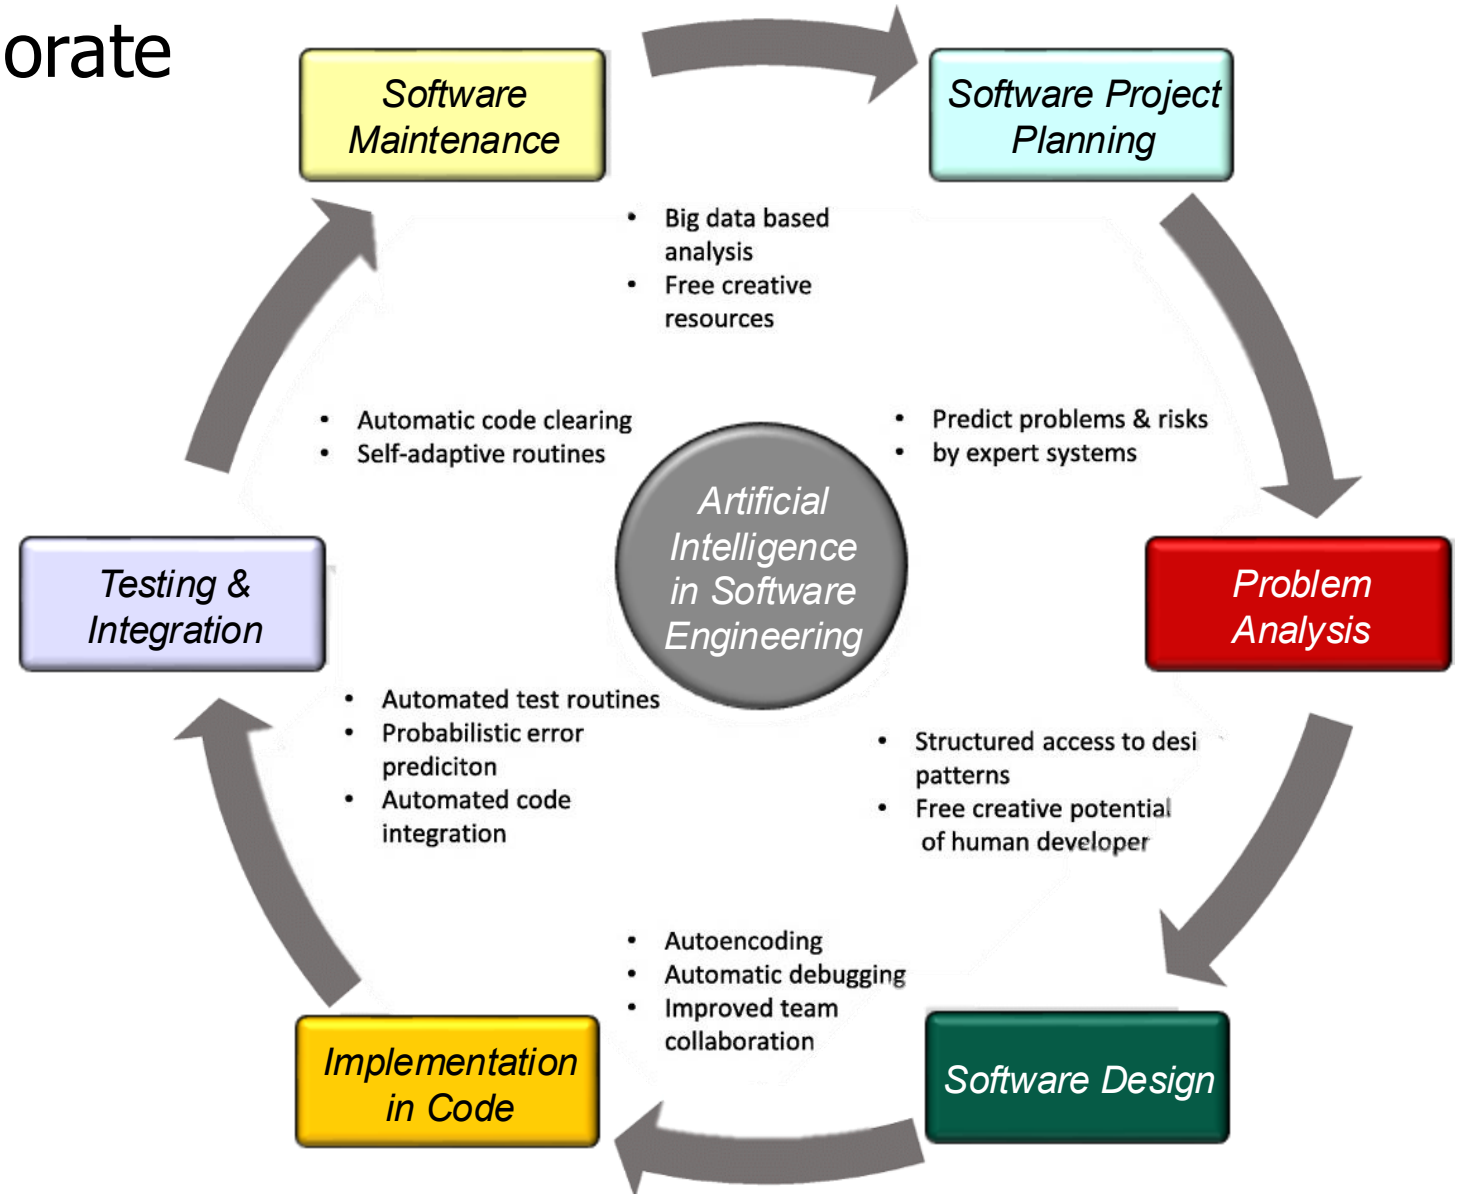 orate
Software
Maintenance
Software Project
Planning
• Big data based
analysis
• Free creative
resources
• Automatic code clearing
• Self-adaptive routines
• Predict problems & risks
• by expert systems
Artificial
Intelligence
in Software
Engineering
Testing &
Integration
Problem
Analysis
• Automated test routines
• Probabilistic error
prediciton
• Automated code
integration
• Structured access to desi
patterns
• Free creative potential
of human developer
• Autoencoding
• Automatic debugging
• Improved team
collaboration
Implementation
in Code
Software Design